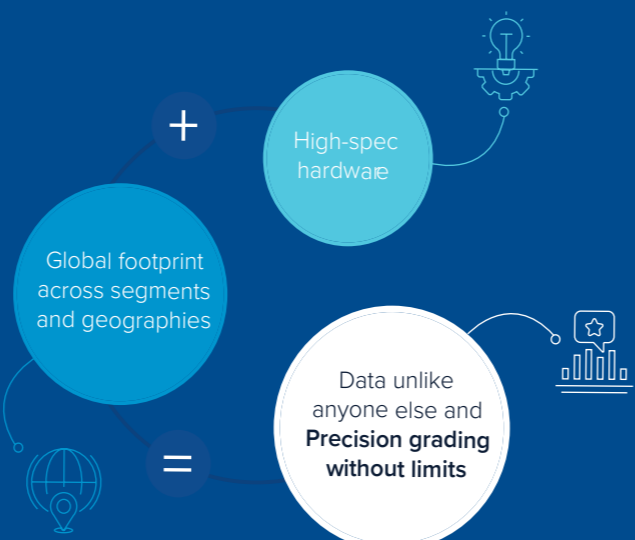 Global footprint
across segments
and geographies
+
High-spec
hardware
=
Data unlike
anyone else and
Precision grading
without limits